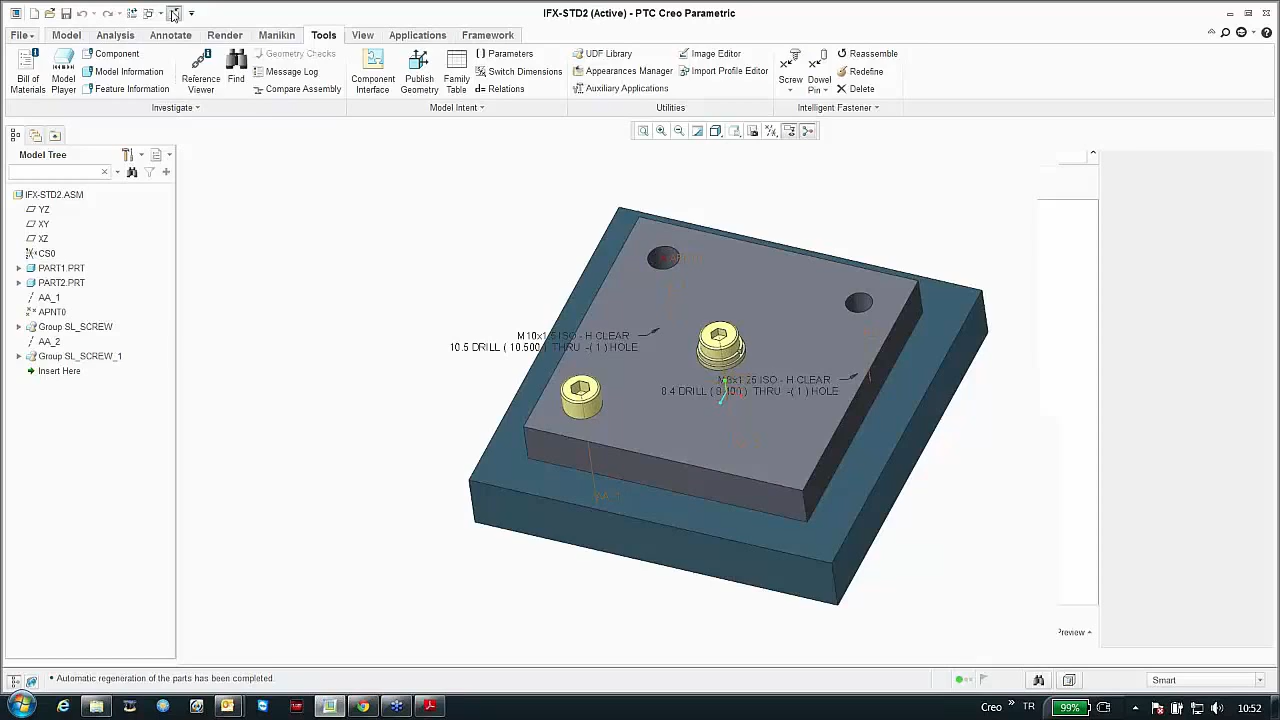 IFX-STD2 (Active) - PTC Creo Parametric
File
Model
Analysis
Annotate
Render
Manikin
Tools
View
Applications
Framework
Bill of Materials
Model Player
Component
Model Information
Feature Information
Reference Viewer
Find
Geometry Checks
Message Log
Compare Assembly
Component Interface
Publish Geometry
Family Table
Parameters
Switch Dimensions
d= Relations
UDF Library
Appearances Manager
Auxiliary Applications
Image Editor
Import Profile Editor
Screw
Dowel Pin
Reassemble
Redefine
Delete
Investigate
Model Intent
Utilities
Intelligent Fastener
Model Tree
IFX-STD2.ASM
YZ
XY
XZ
CS0
PART1.PRT
PART2.PRT
AA_1
APNT0
Group SL_SCREW
AA_2
Group SL_SCREW_1
Insert Here
ISO - H CLEAR
10.5 DRILL ( 10.500 ) THRU -( 1 ) HOLE
ISO - H CLEAR
8.4 DRILL ( 8.400 ) THRU -( 1 ) HOLE
Preview
• Automatic regeneration of the parts has been completed.
Smart
Creo
»
TR
99%
10:52